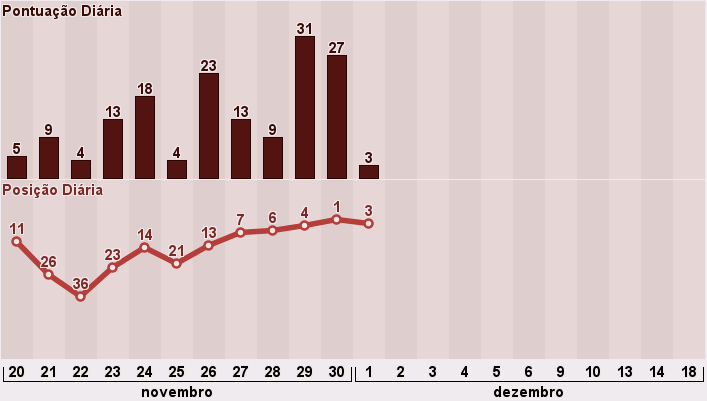 Pontuação Diária
5 9 4 13 18 4 23 13 9 31 27 3
Posição Diária
11 26 36 23 14 21 13 7 6 4 1 3
20 21 22 23 24 25 26 27 28 29 30 1 2 3 4 5 6 9 10 13 14 18
novembro dezembro